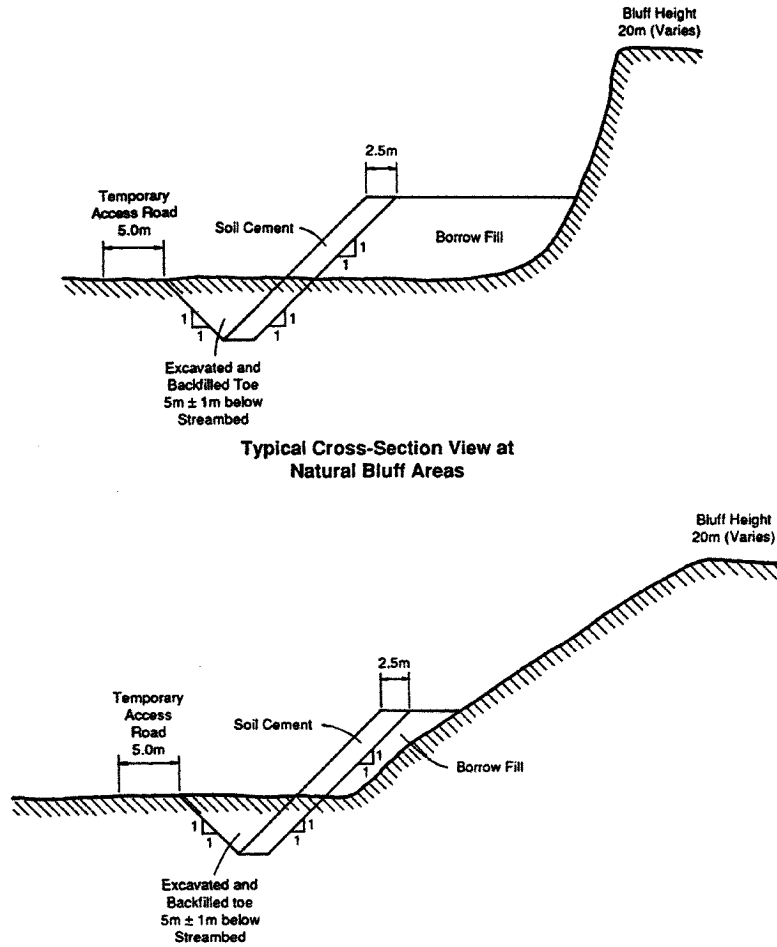 Bluff Height
20m (Varies)
2.5m
Temporary
Access Road
5.0m
Soil Cement
Borrow Fill
1
1
1
1
1
1
Excavated and
Backfilled Toe
5m ± 1m below
Streambed
Typical Cross-Section View at
Natural Bluff Areas
Bluff Height
20m (Varies)
2.5m
Temporary
Access
Road
5.0m
Soil Cement
Borrow Fill
1
1
1
1
1
1
Excavated and
Backfilled toe
5m ± 1m below
Streambed